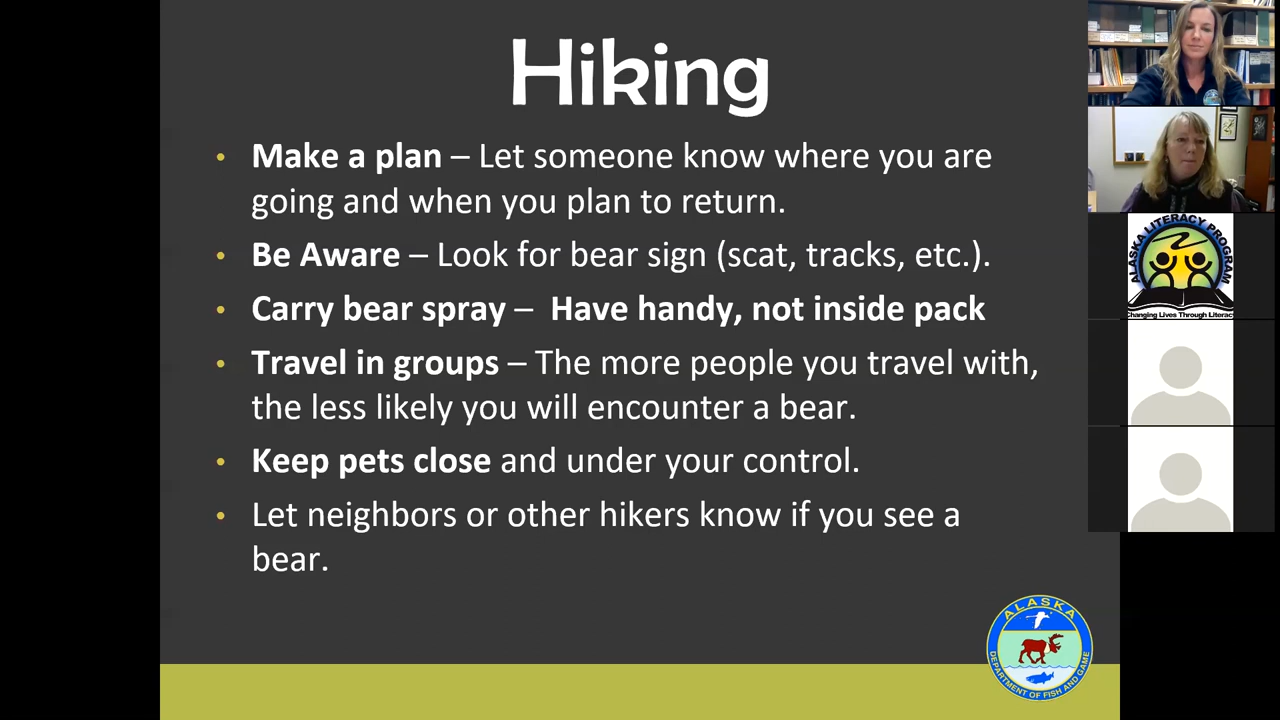 Hiking
• Make a plan – Let someone know where you are
going and when you plan to return.
• Be Aware – Look for bear sign (scat, tracks, etc.).
• Carry bear spray – Have handy, not inside pack
• Travel in groups – The more people you travel with,
the less likely you will encounter a bear.
• Keep pets close and under your control.
• Let neighbors or other hikers know if you see a
bear.
ALASKA LITERACY PROGRAM
Changing Lives Through Literac
ALASKA
DEPARTMENT OF FISH AND GAME